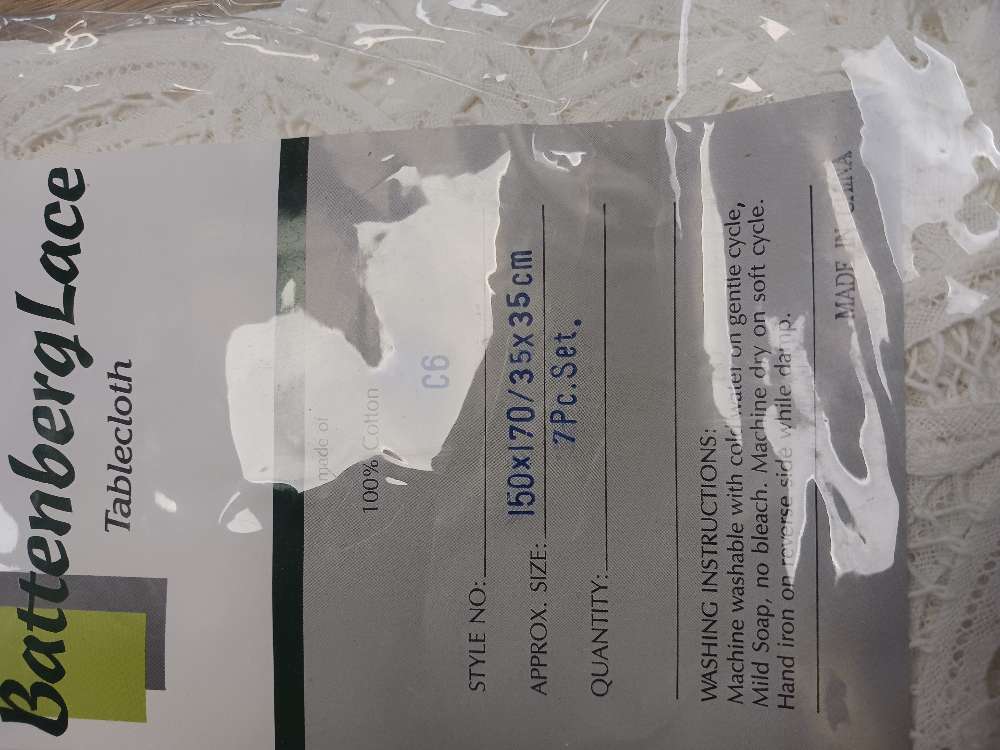 Battenberg Lace
Tablecloth
made of
100% Cotton
STYLE NO: C6
APPROX. SIZE: 150x170/35x35cm
QUANTITY: 7Pc.Set.
WASHING INSTRUCTIONS:
Machine washable with cold water on gentle cycle,
Mild Soap, no bleach. Machine dry on soft cycle.
Hand iron on reverse side while damp.
MADE IN CHINA